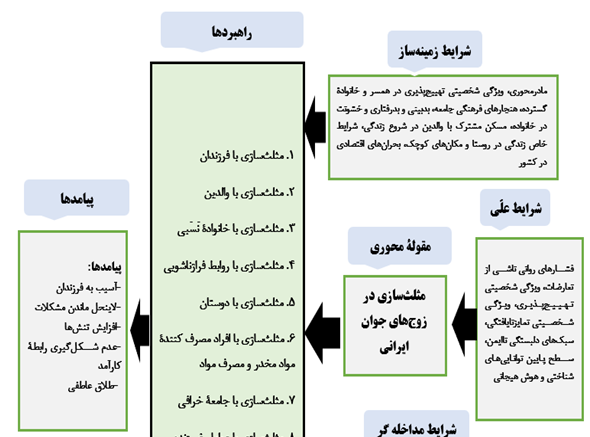 راهبردها
شرایط زمینه‌ساز
مادرمحوری، ویژگی شخصیتی تهییج‌پذیری در همسر و خانوادهٔ
گسترده، هنجارهای فرهنگی جامعه، بدبینی و بدرفتاری و خشونت
در خانواده، مسکن مشترک با والدین در شروع زندگی، شرایط
خاص زندگی در روستا و مکان‌های کوچک، بحران‌های اقتصادی
در کشور
شرایط علّی
فشارهای روانی ناشی از
تعارضات، ویژگی شخصیتی
تهییج‌پذیری، ویژگی
شخصیتی تمایزنایافتگی،
سبک‌های دلبستگی ناایمن،
سطح پایین توانایی‌های
شناختی و هوش هیجانی
مقولهٔ محوری
مثلث‌سازی در
زوج‌های جوان
ایرانی
۱. مثلث‌سازی با فرزندان
۲. مثلث‌سازی با والدین
۳. مثلث‌سازی با خانوادهٔ نَسَبی
۴. مثلث‌سازی با روابط فرازناشویی
۵. مثلث‌سازی با دوستان
۶. مثلث‌سازی با افراد مصرف کنندهٔ
مواد مخدر و مصرف مواد
۷. مثلث‌سازی با جامعهٔ خرافی
پیامدها
پیامدها:
-آسیب به فرزندان
-لاینحل ماندن مشکلات
-افزایش تنش‌ها
-عدم شکل‌گیری رابطهٔ
کارآمد
-طلاق عاطفی
شرایط مداخله گر